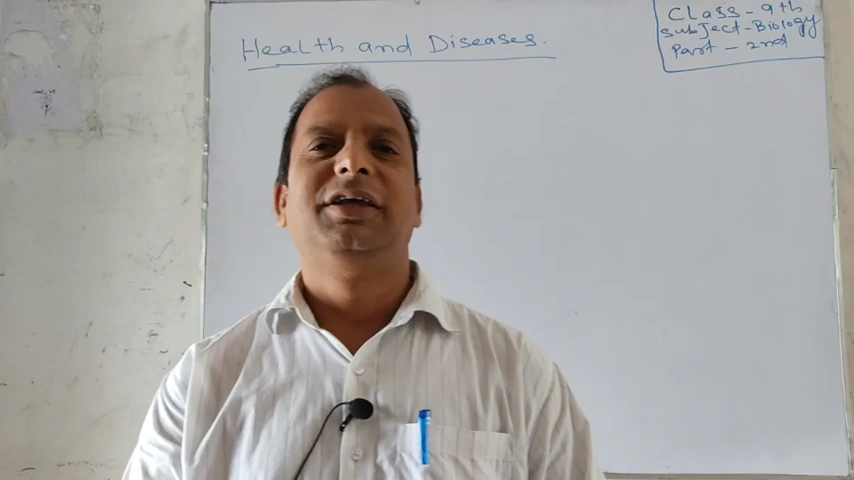 Health and Diseases.
Class - 9th
Subject - Biology
Part - 2nd